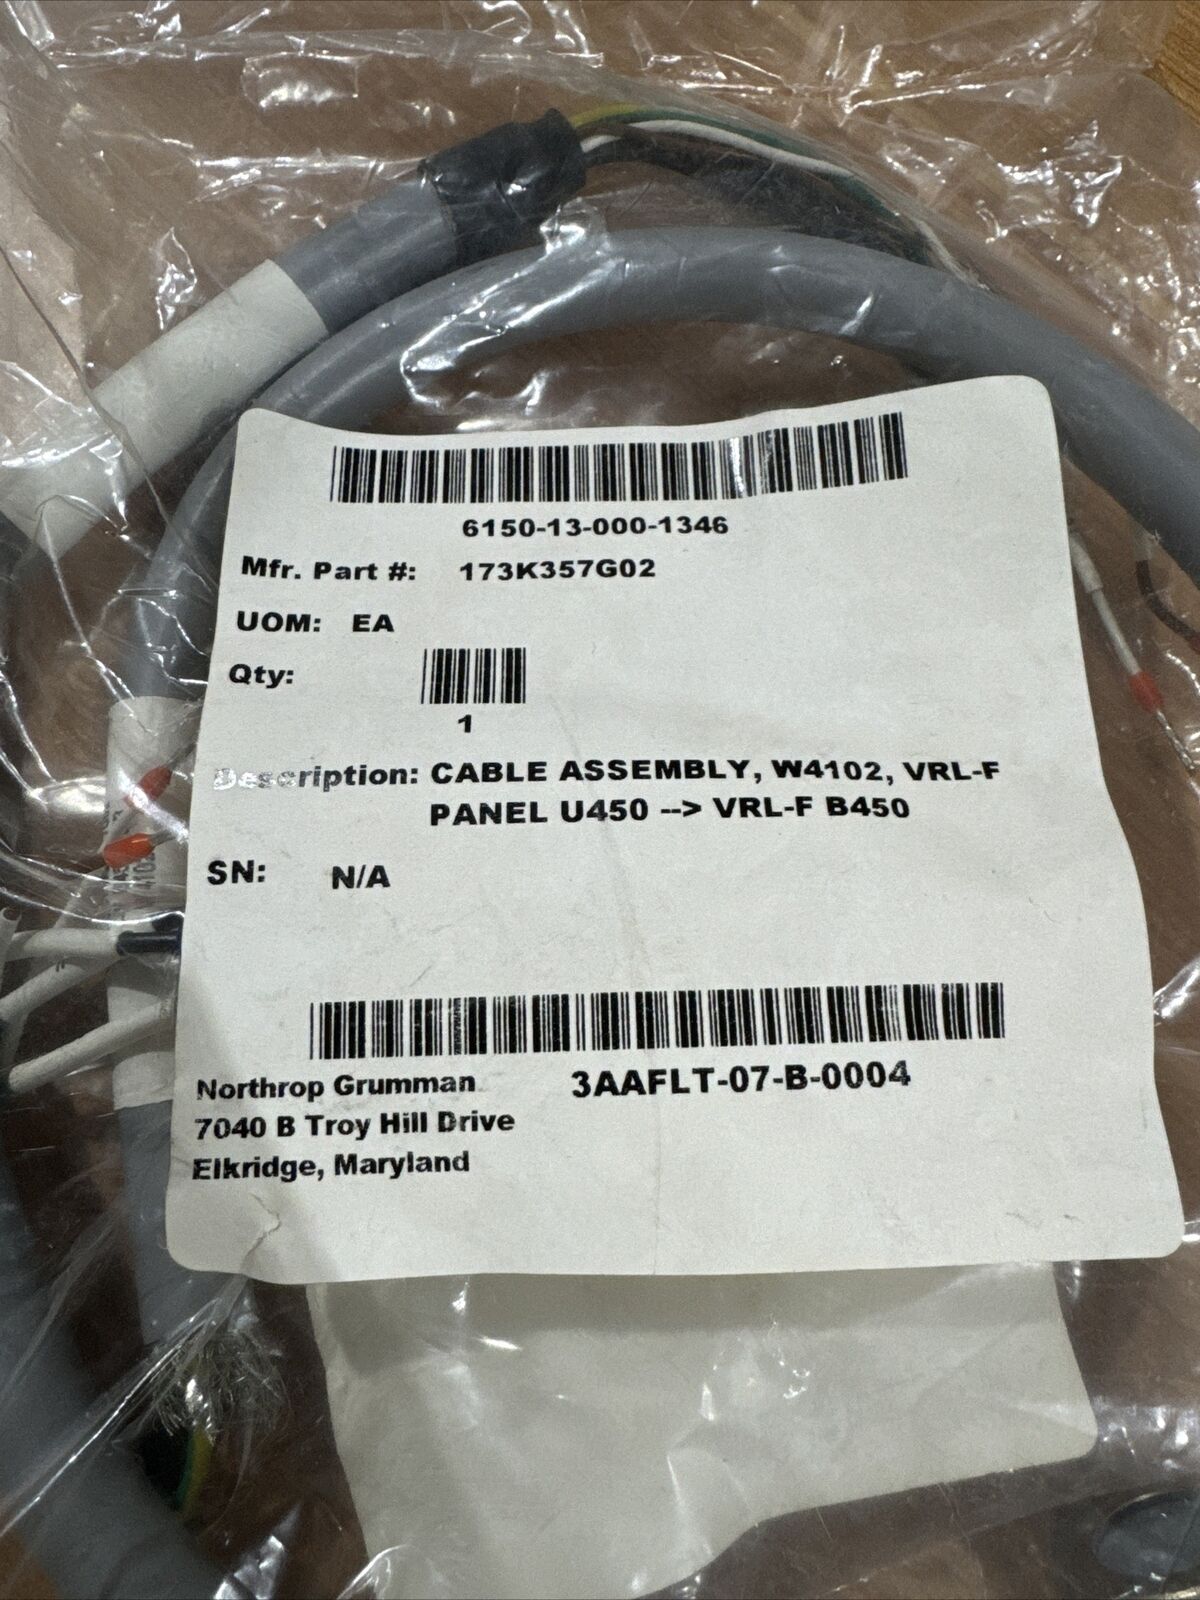 6150-13-000-1346
Mfr. Part #: 173K357G02
UOM: EA
Qty:
1
Description: CABLE ASSEMBLY, W4102, VRL-F
PANEL U450 --> VRL-F B450
SN: N/A
3AAFLT-07-B-0004
Northrop Grumman
7040 B Troy Hill Drive
Elkridge, Maryland